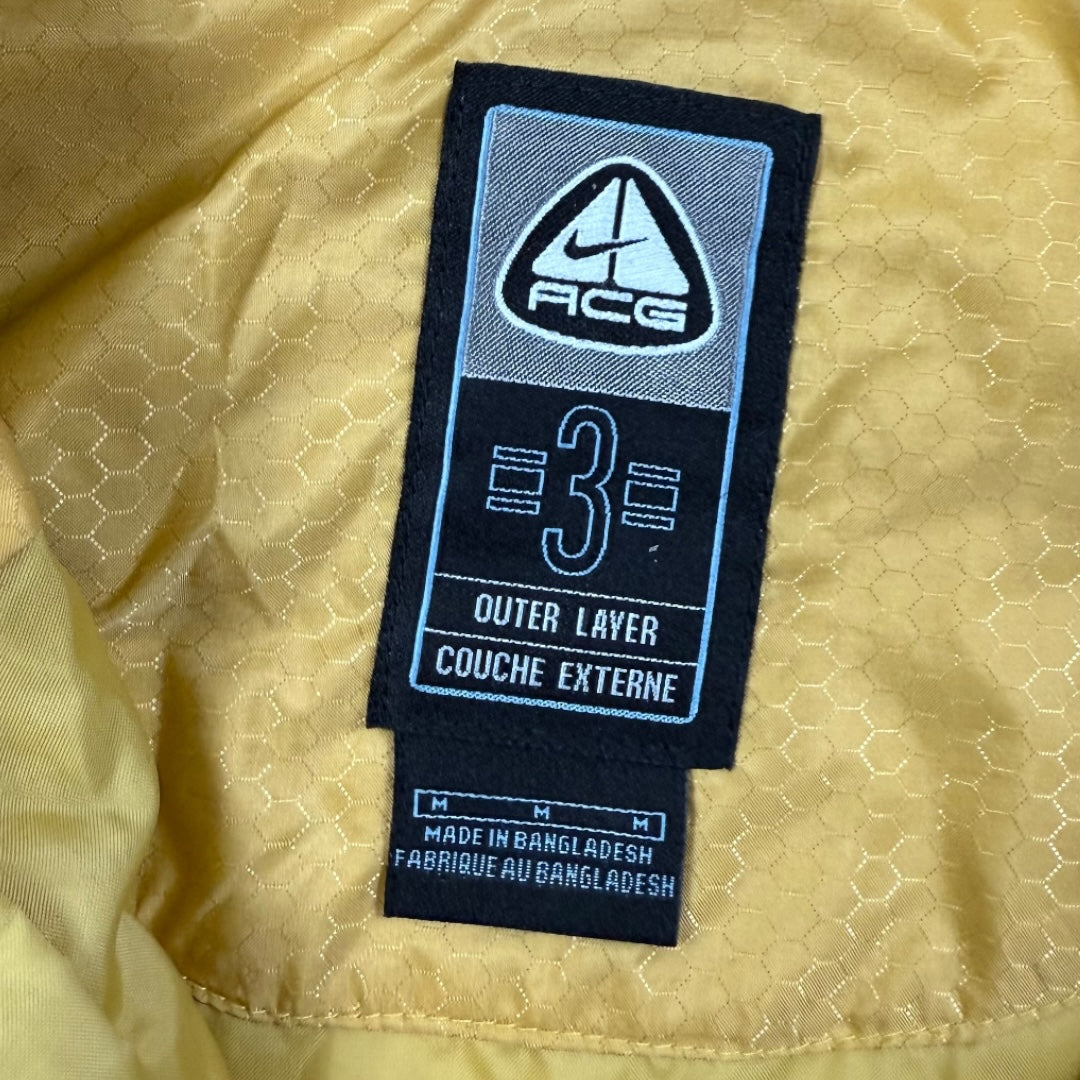 ACG
3
OUTER LAYER
COUCHE EXTERNE
M M M
MADE IN BANGLADESH
FABRIQUE AU BANGLADESH